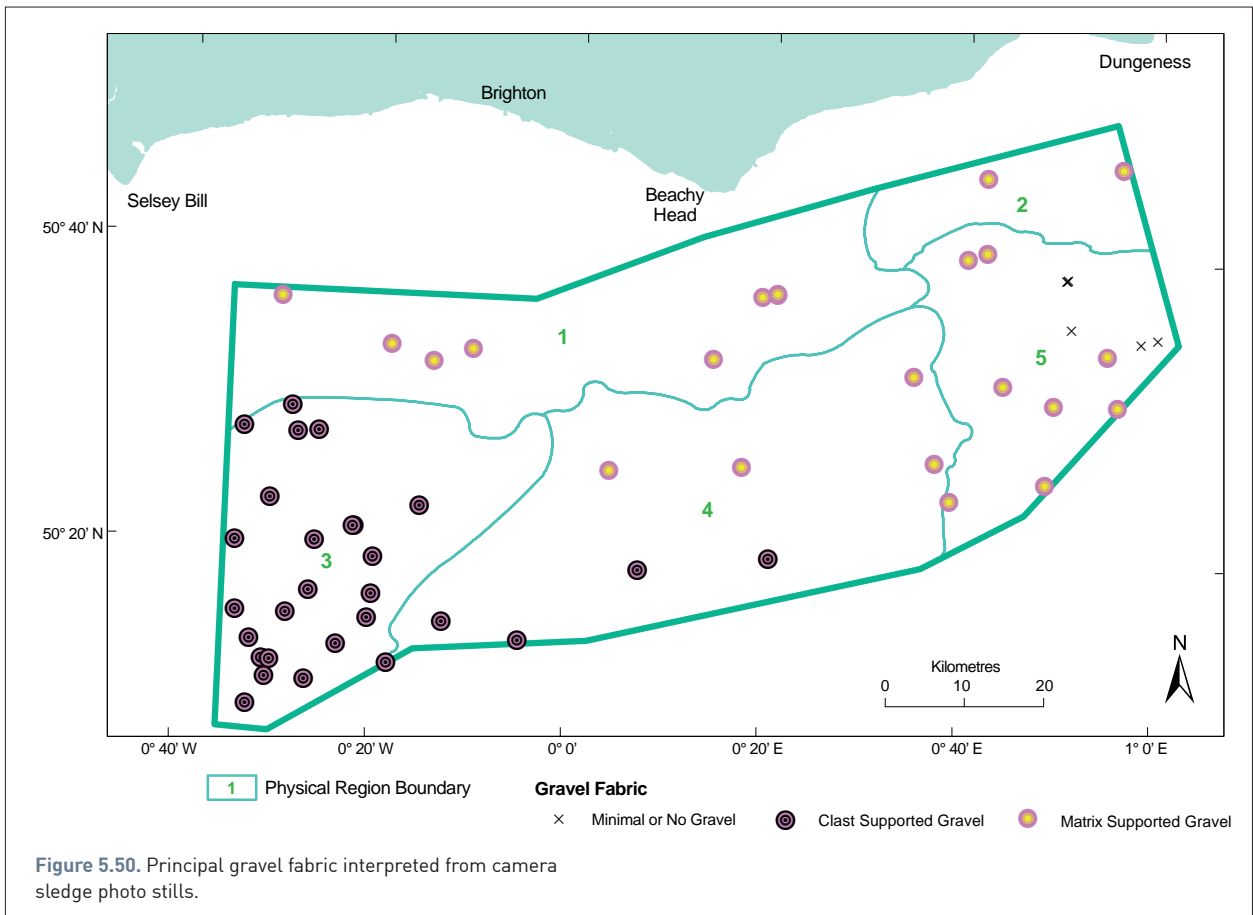 Dungeness
Brighton
Selsey Bill
Beachy
Head
50° 40' N
2
1
5
50° 20' N
4
3
N
Kilometres
0 10 20
0° 40' W 0° 20' W 0° 0' 0° 20' E 0° 40' E 1° 0' E
1 Physical Region Boundary
Gravel Fabric
Minimal or No Gravel Clast Supported Gravel Matrix Supported Gravel
Figure 5.50. Principal gravel fabric interpreted from camera
sledge photo stills.